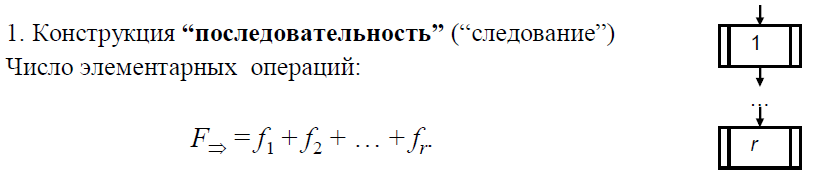 1. Конструкция “последовательность” (“следование”)
Число элементарных операций:
F⇒ = f1 + f2 + … + fr.
1
…
r